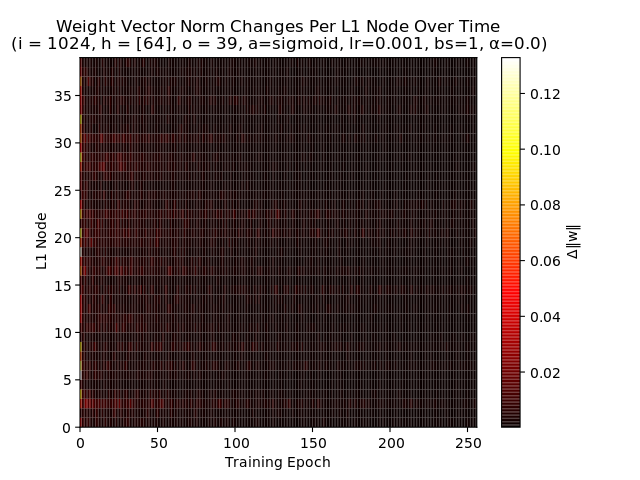 Weight Vector Norm Changes Per L1 Node Over Time
(i = 1024, h = [64], o = 39, a=sigmoid, lr=0.001, bs=1, α=0.0)
35
30
25
20
15
10
5
0
L1 Node
0 50 100 150 200 250
Training Epoch
0.12
0.10
0.08
0.06
0.04
0.02
Δ‖w‖